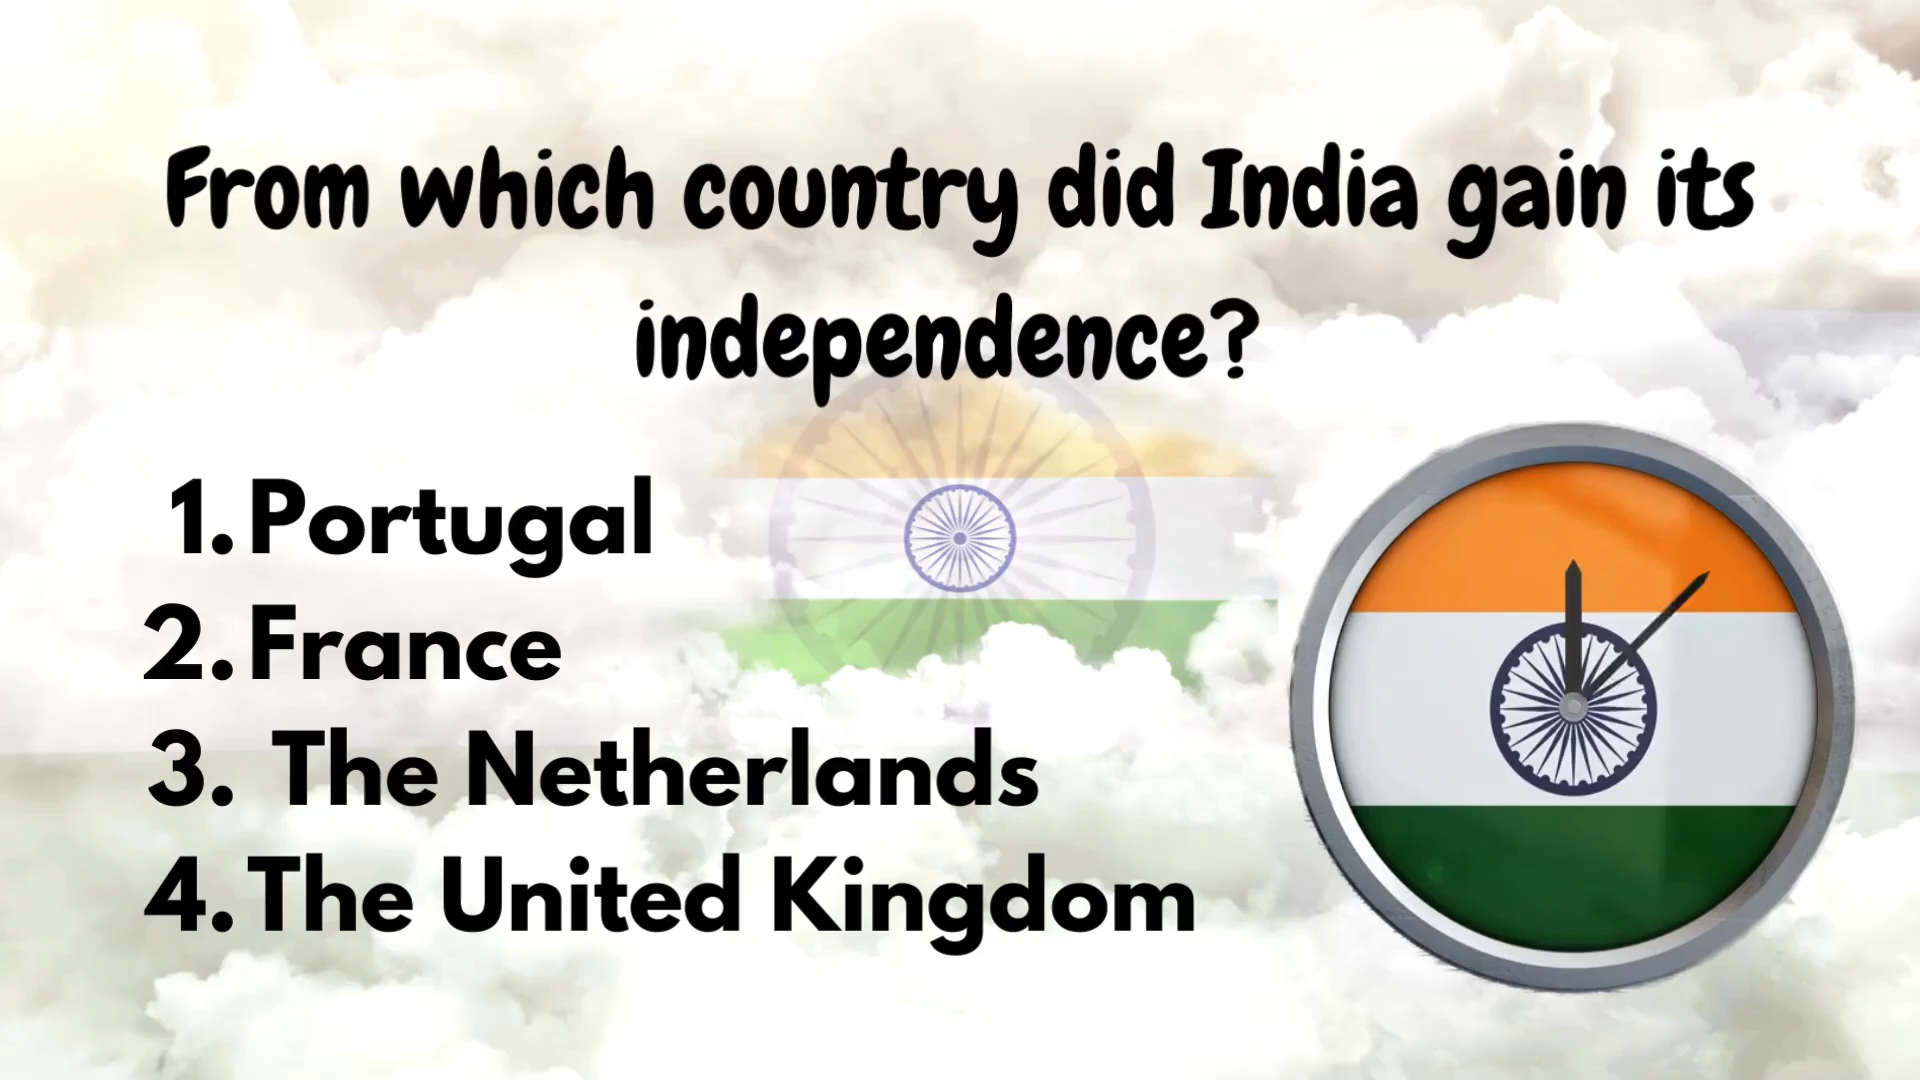 From which country did India gain its
independence?
1. Portugal
2. France
3. The Netherlands
4. The United Kingdom